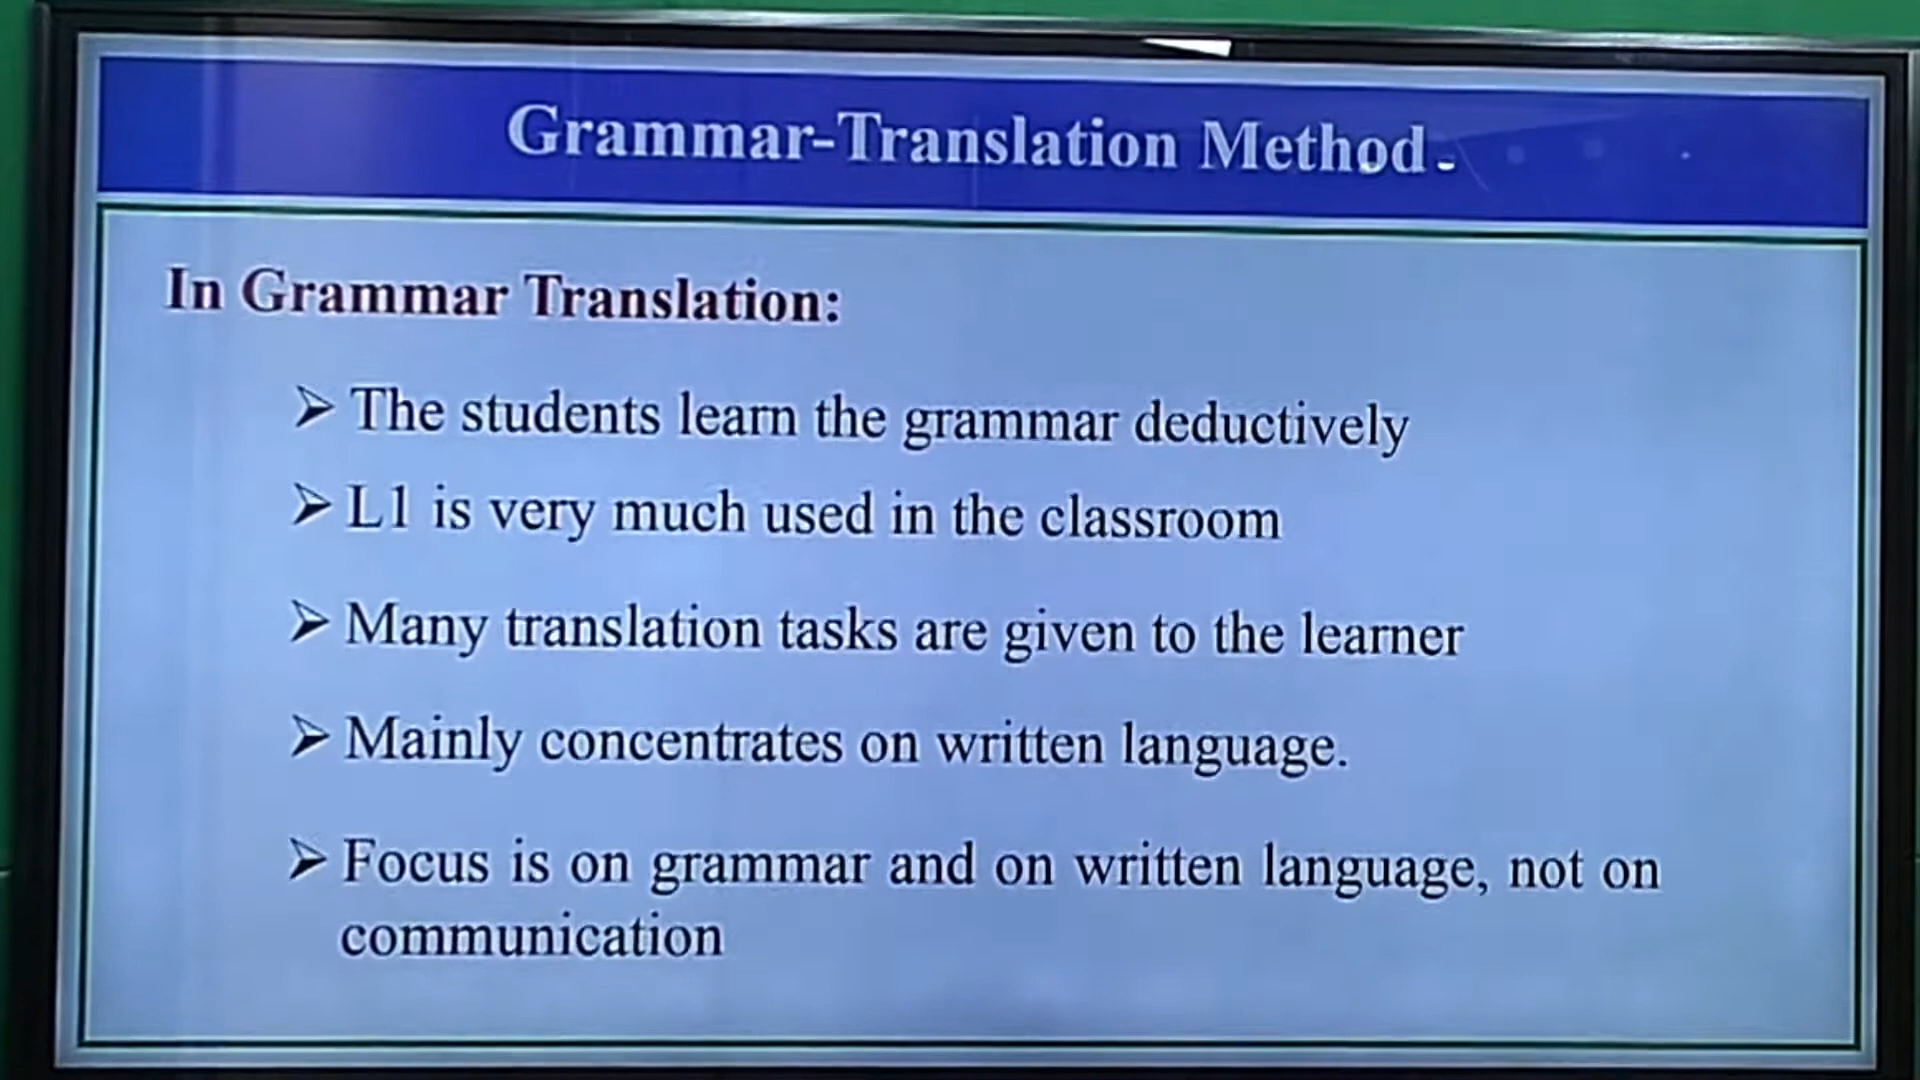 Grammar-Translation Method
In Grammar Translation:
➢ The students learn the grammar deductively
➢ L1 is very much used in the classroom
➢ Many translation tasks are given to the learner
➢ Mainly concentrates on written language.
➢ Focus is on grammar and on written language, not on
communication